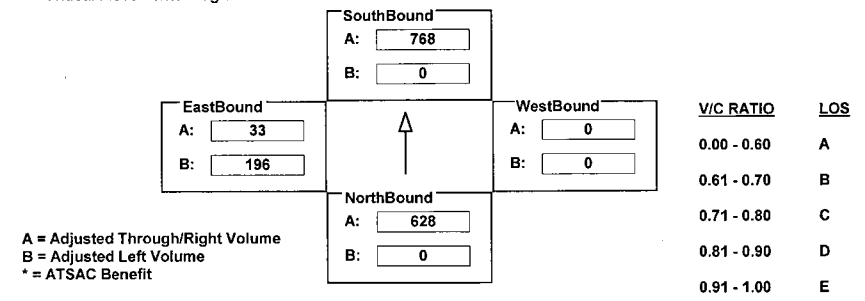 SouthBound
A: 768
B: 0
EastBound
A: 33
B: 196
WestBound
A: 0
B: 0
NorthBound
A: 628
B: 0
A = Adjusted Through/Right Volume
B = Adjusted Left Volume
* = ATSAC Benefit
V/C RATIO LOS
0.00 - 0.60 A
0.61 - 0.70 B
0.71 - 0.80 C
0.81 - 0.90 D
0.91 - 1.00 E